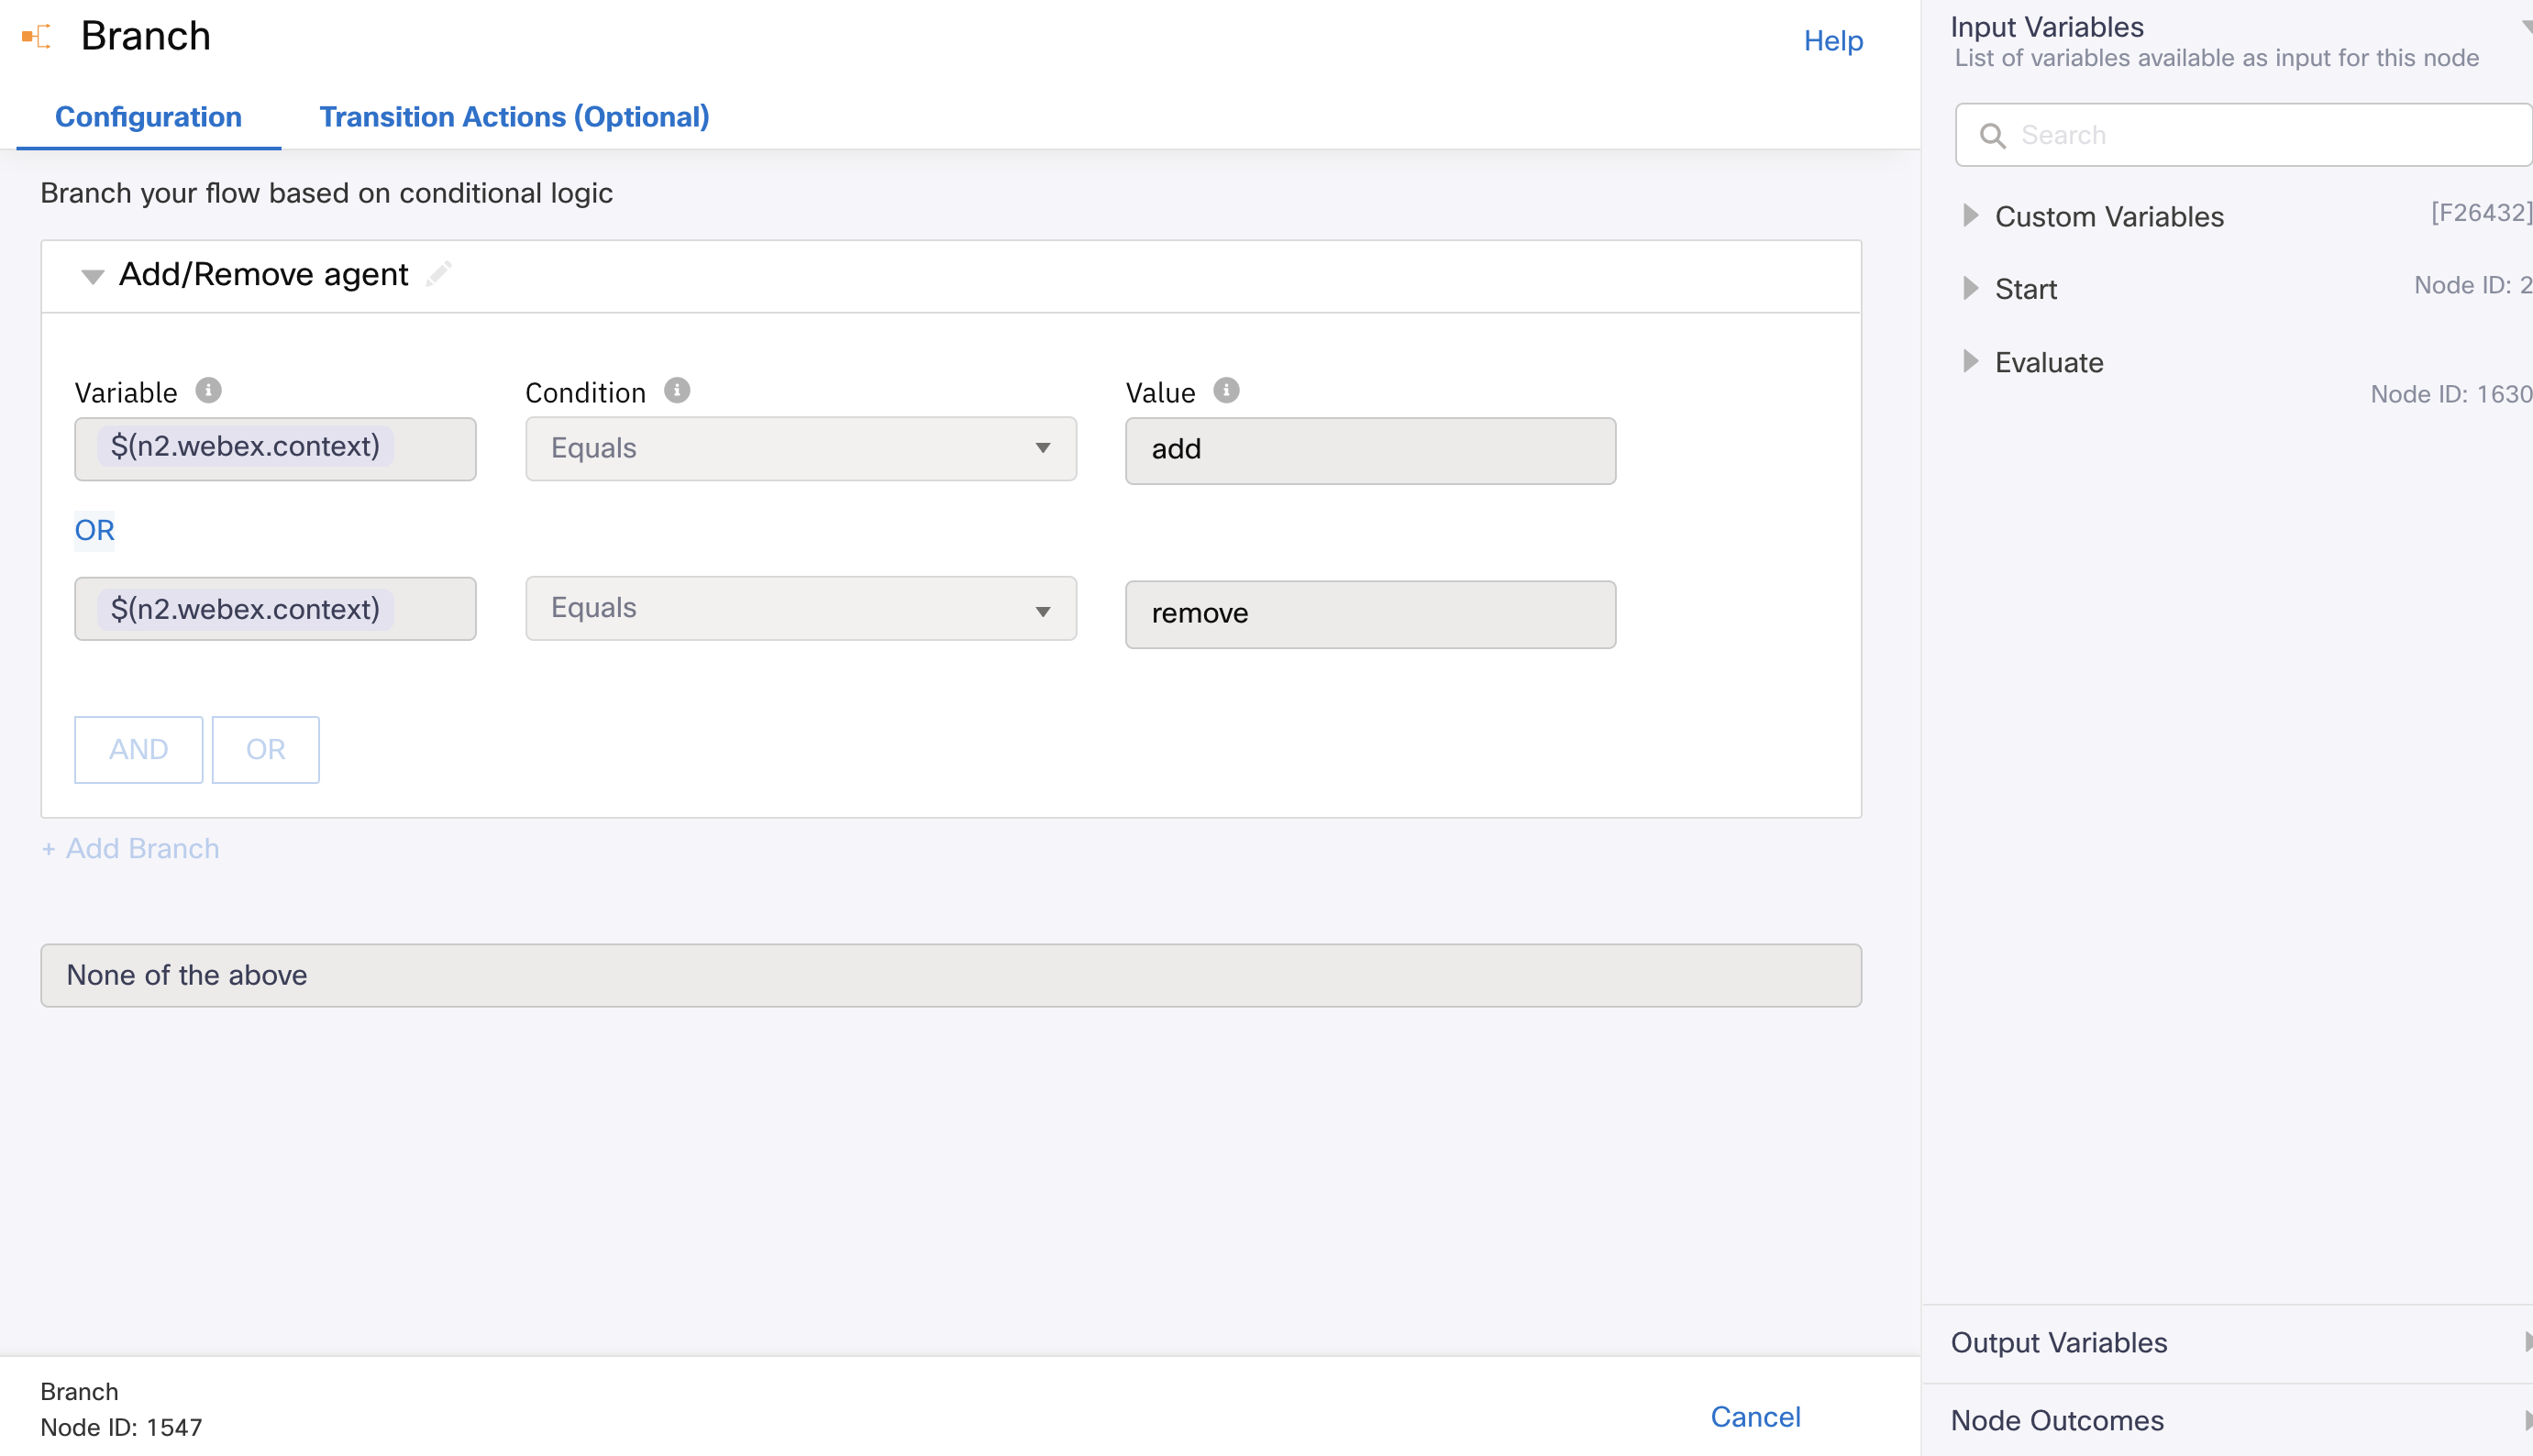 Branch
Help
Configuration
Transition Actions (Optional)
Branch your flow based on conditional logic
Add/Remove agent
Variable
Condition
Value
$(n2.webex.context)
Equals
add
OR
$(n2.webex.context)
Equals
remove
AND
OR
+ Add Branch
None of the above
Branch
Node ID: 1547
Cancel
Input Variables
List of variables available as input for this node
Search
Custom Variables
[F26432]
Start
Node ID: 2
Evaluate
Node ID: 1630
Output Variables
Node Outcomes